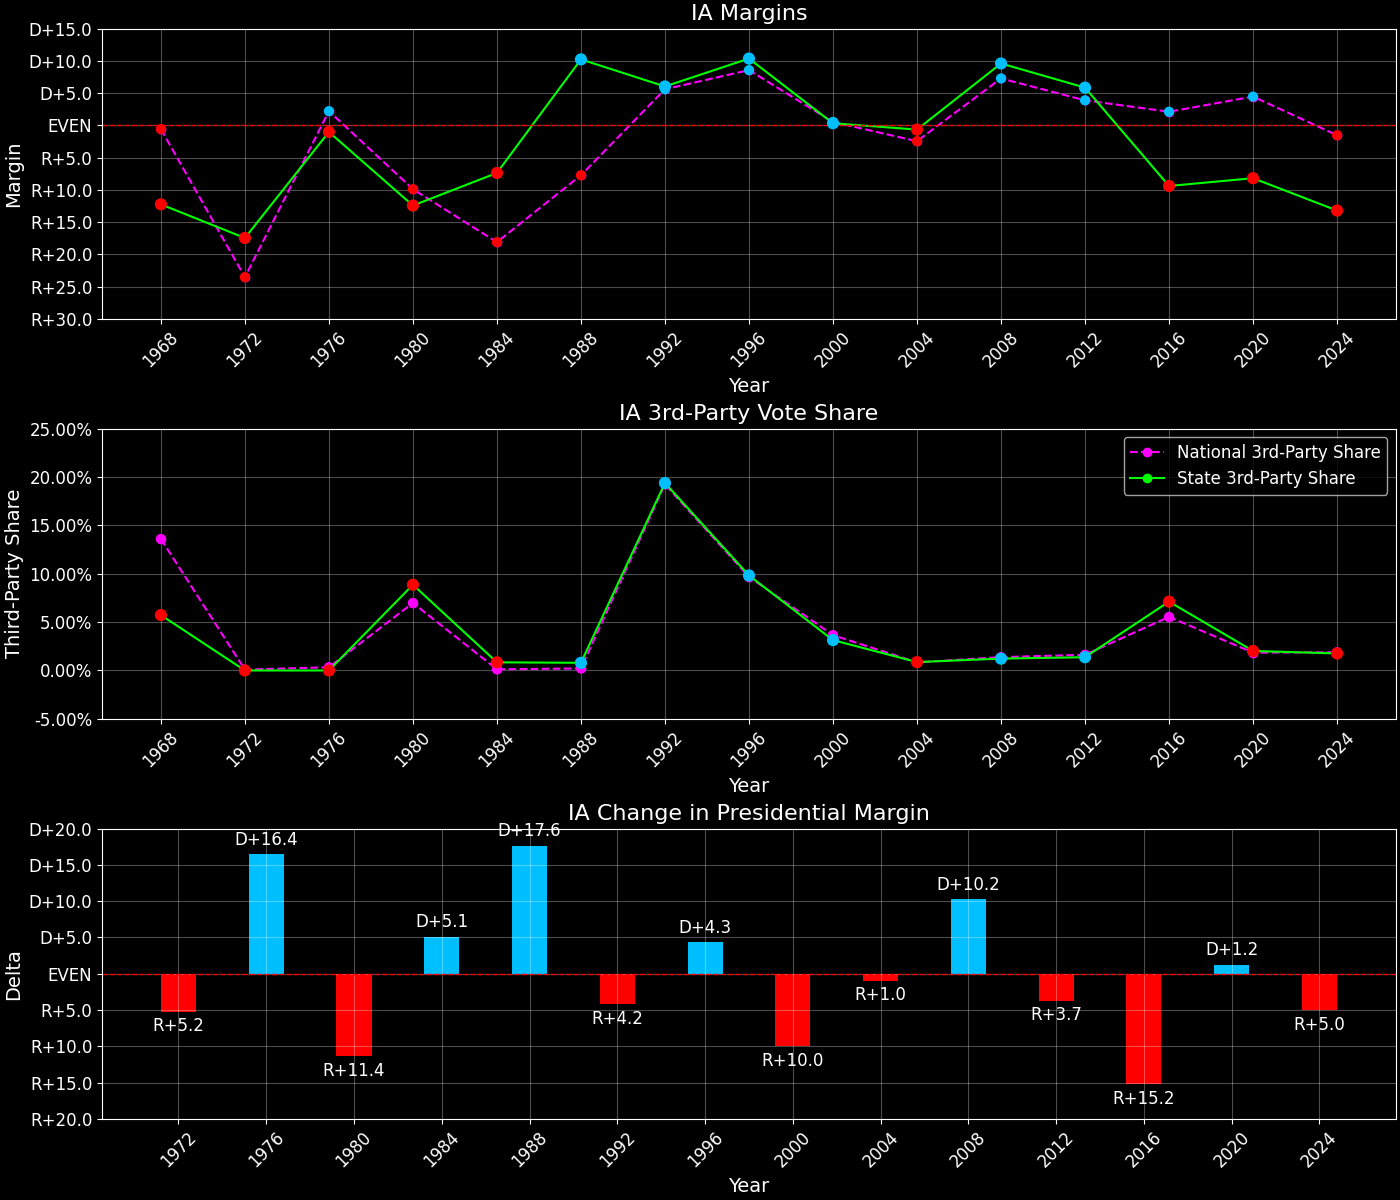 IA Margins
D+15.0
D+10.0
D+5.0
EVEN
R+5.0
R+10.0
R+15.0
R+20.0
R+25.0
R+30.0
Margin
1968 1972 1976 1980 1984 1988 1992 1996 2000 2004 2008 2012 2016 2020 2024
Year
IA 3rd-Party Vote Share
25.00%
20.00%
15.00%
10.00%
5.00%
0.00%
-5.00%
Third-Party Share
National 3rd-Party Share
State 3rd-Party Share
1968 1972 1976 1980 1984 1988 1992 1996 2000 2004 2008 2012 2016 2020 2024
Year
IA Change in Presidential Margin
D+20.0
D+15.0
D+10.0
D+5.0
EVEN
R+5.0
R+10.0
R+15.0
R+20.0
Delta
R+5.2
D+16.4
R+11.4
D+5.1
D+17.6
R+4.2
D+4.3
R+10.0
R+1.0
D+10.2
R+3.7
R+15.2
D+1.2
R+5.0
1972 1976 1980 1984 1988 1992 1996 2000 2004 2008 2012 2016 2020 2024
Year